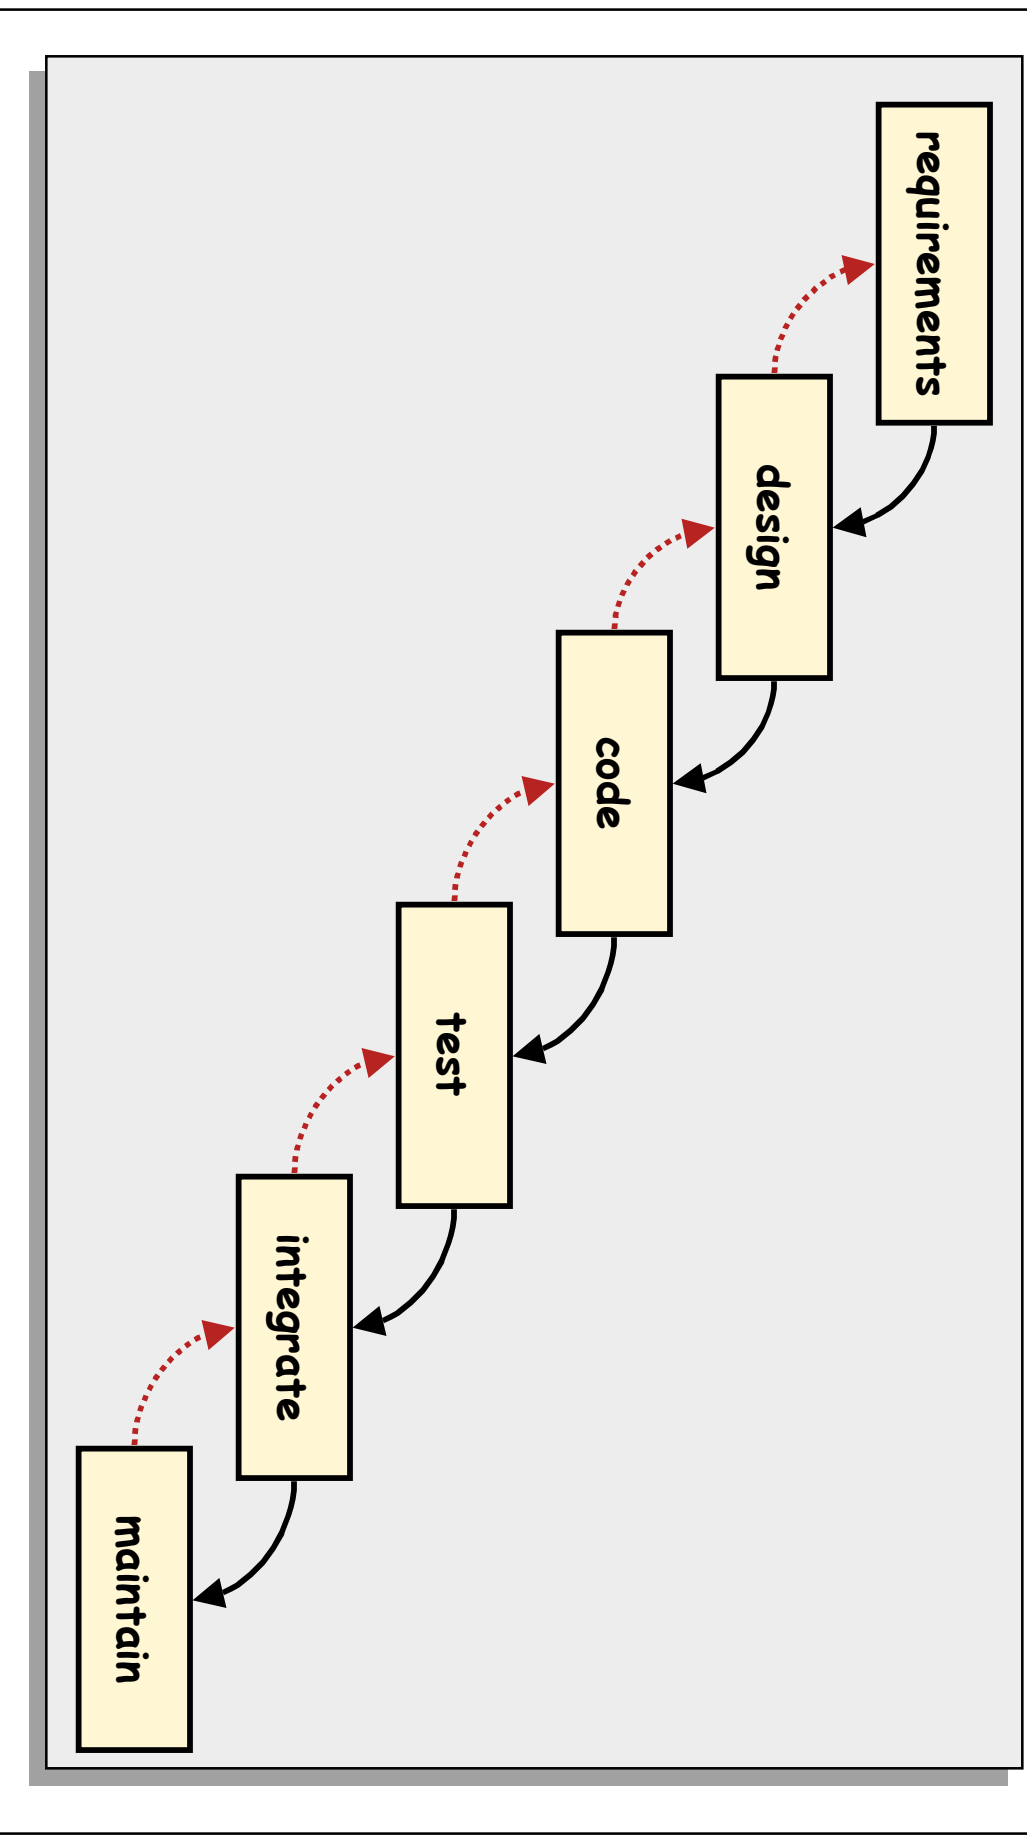 requirements
design
code
test
integrate
maintain